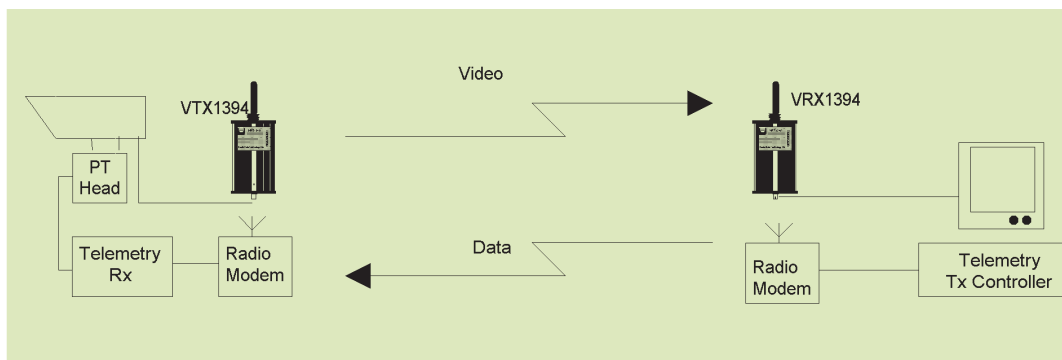 Video
VTX1394
VRX1394
PT
Head
Data
Telemetry
Rx
Radio
Modem
Radio
Modem
Telemetry
Tx Controller